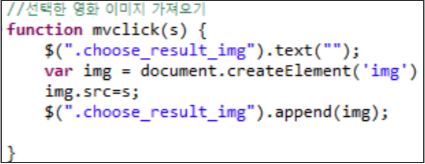 //선택한 영화 이미지 가져오기
function mvclick(s) {
$(".choose_result_img").text("");
var img = document.createElement('img')
img.src=s;
$(".choose_result_img").append(img);
}